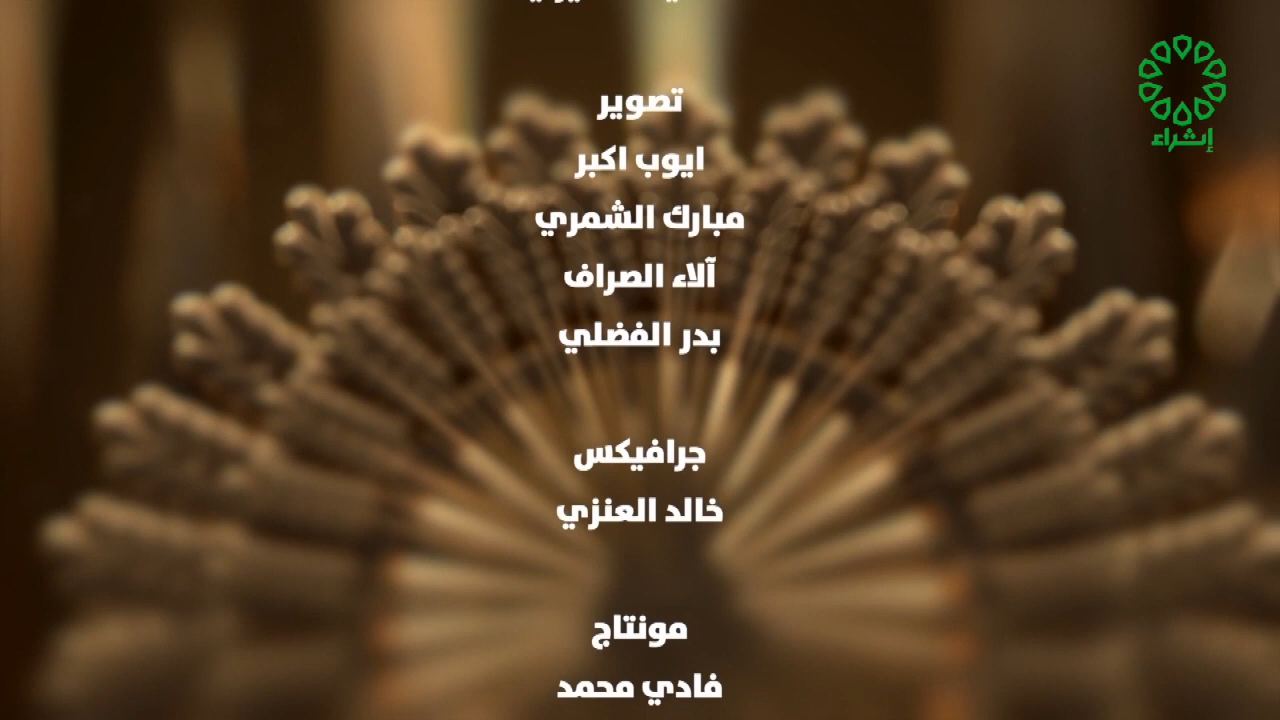 تصوير
ايوب اكبر
مبارك الشمري
آلاء الصراف
بدر الفضلي
جرافيكس
خالد العنزي
مونتاج
فادي محمد
إثراء